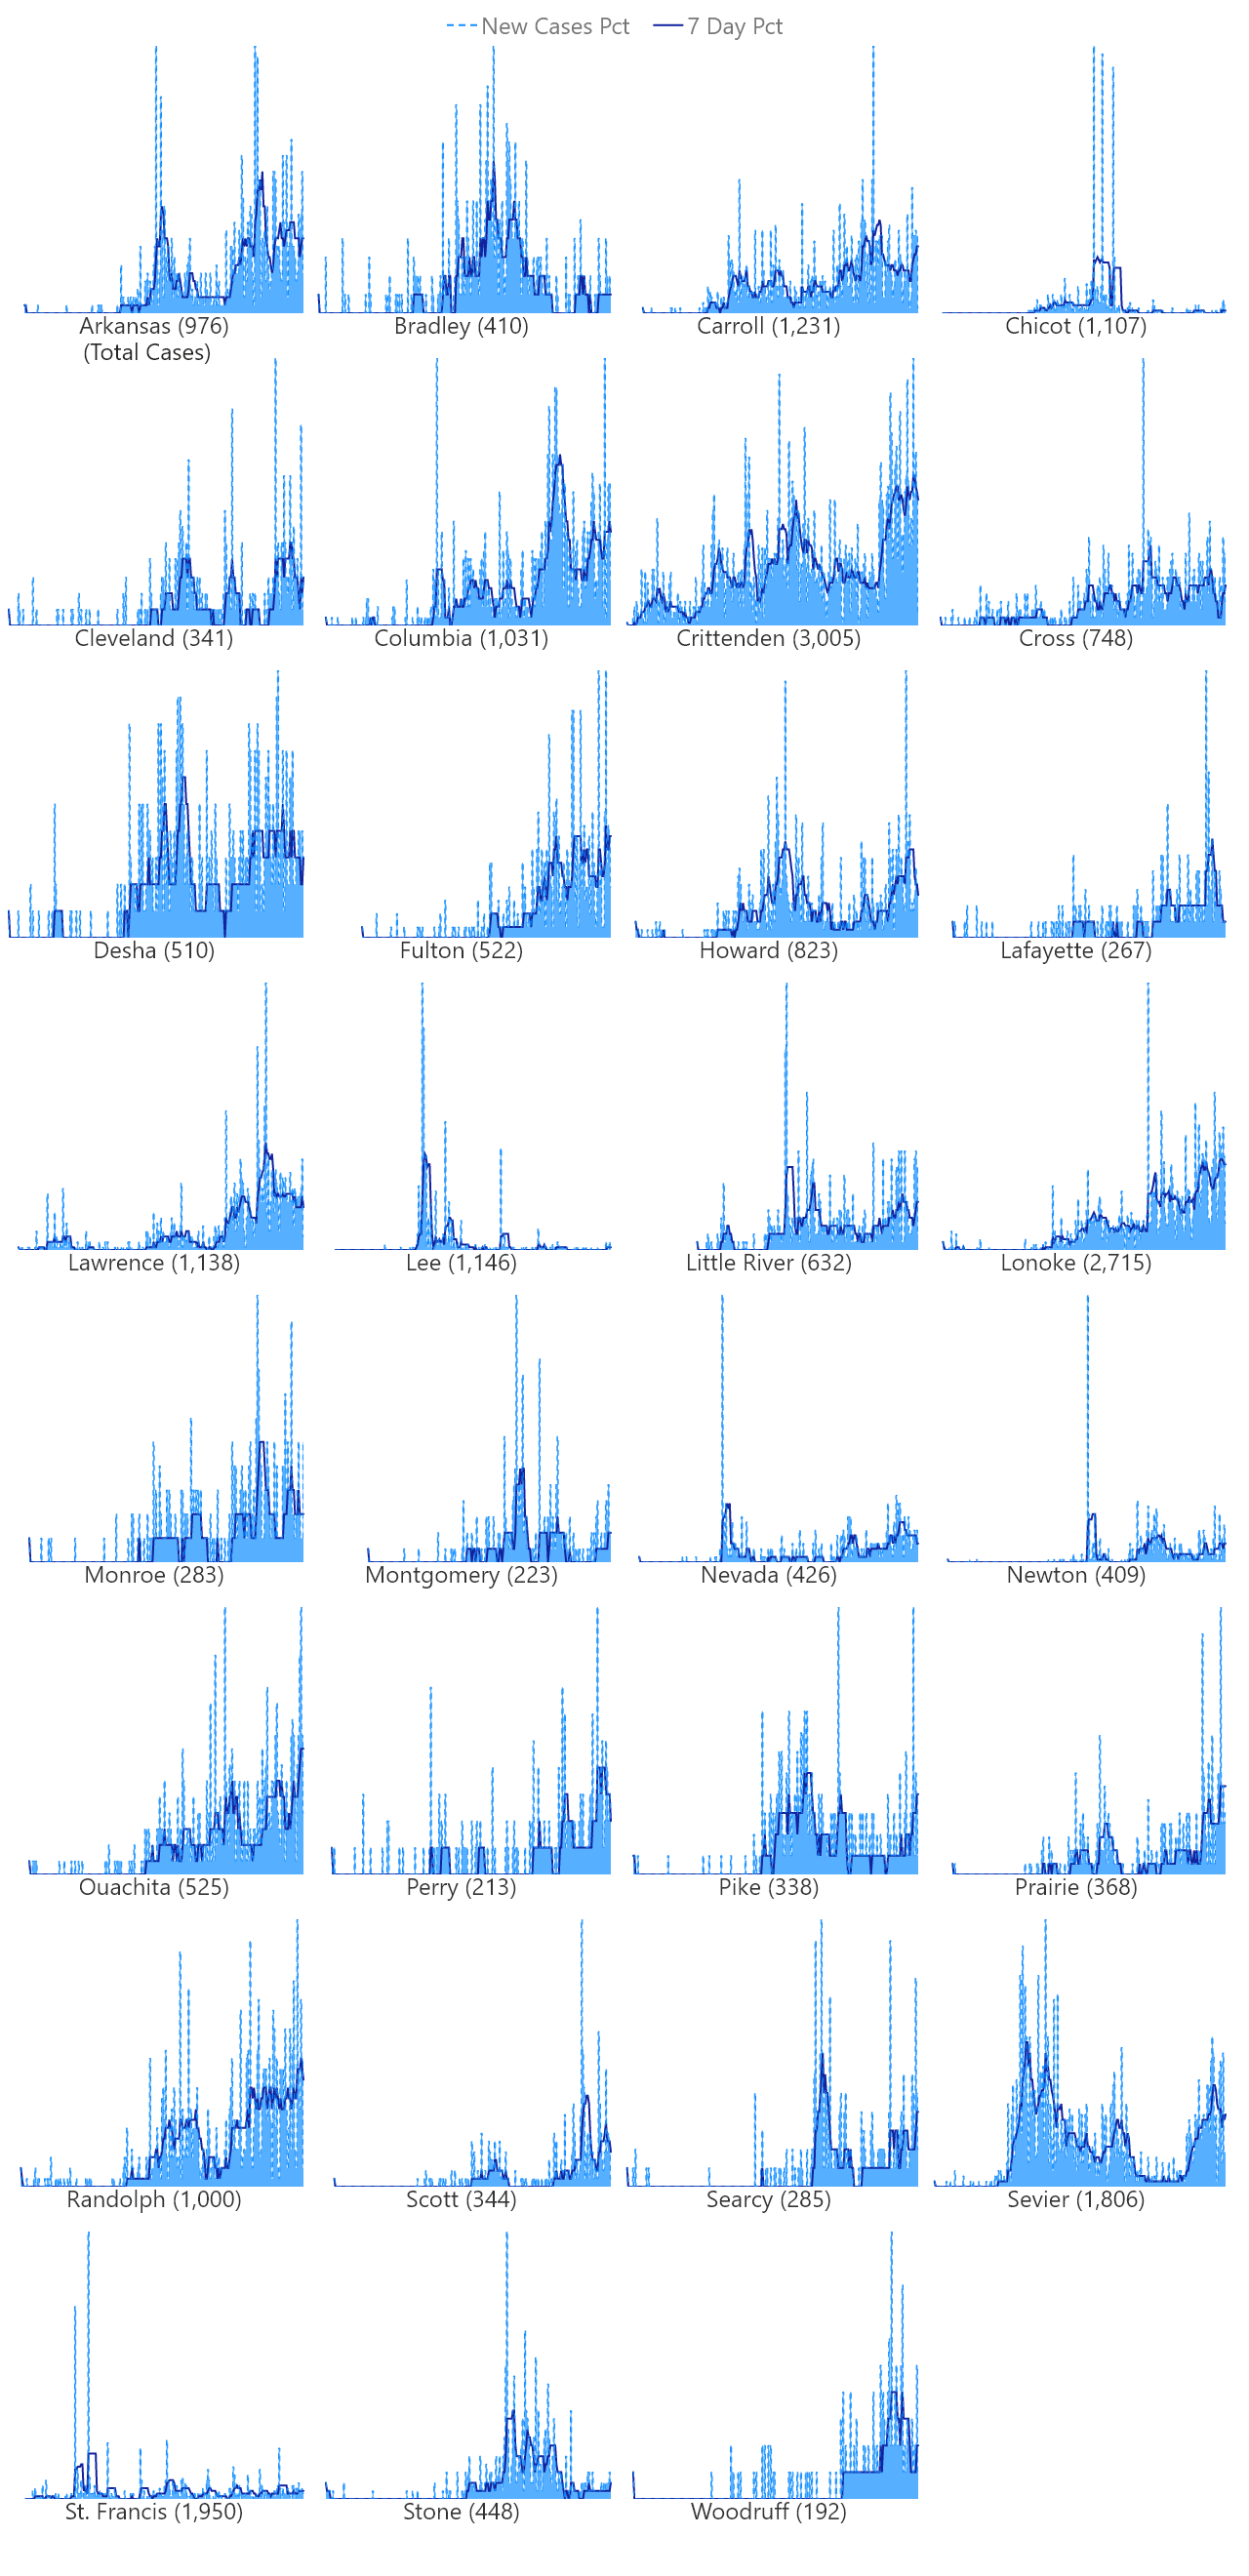 New Cases Pct 7 Day Pct
Arkansas (976) Bradley (410) Carroll (1,231) Chicot (1,107)
(Total Cases)
Cleveland (341) Columbia (1,031) Crittenden (3,005) Cross (748)
Desha (510) Fulton (522) Howard (823) Lafayette (267)
Lawrence (1,138) Lee (1,146) Little River (632) Lonoke (2,715)
Monroe (283) Montgomery (223) Nevada (426) Newton (409)
Ouachita (525) Perry (213) Pike (338) Prairie (368)
Randolph (1,000) Scott (344) Searcy (285) Sevier (1,806)
St. Francis (1,950) Stone (448) Woodruff (192)